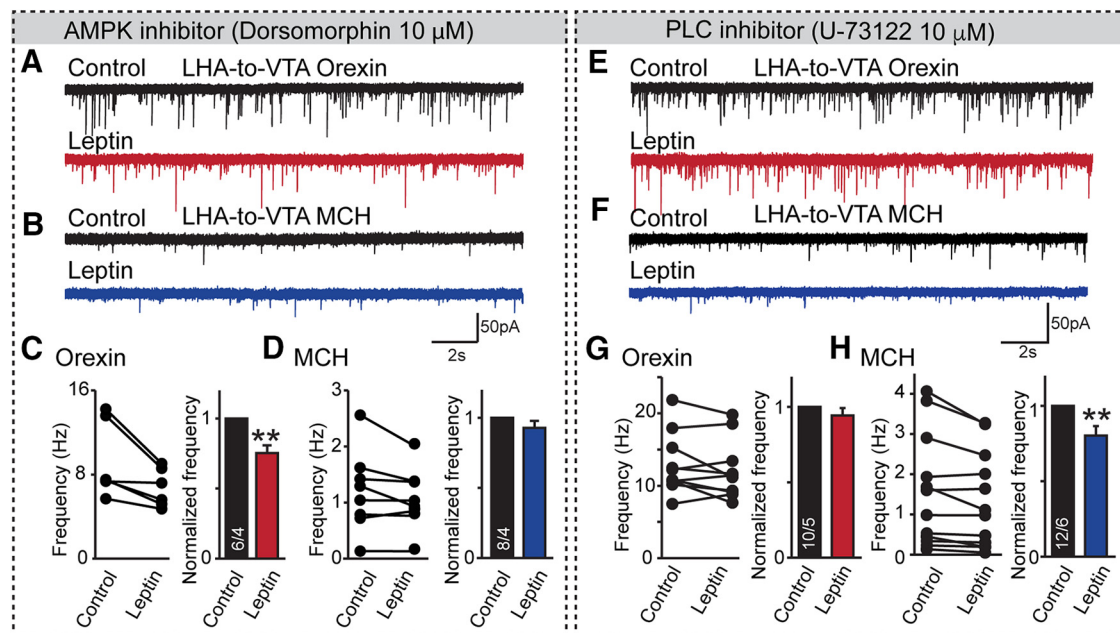 AMPK inhibitor (Dorsomorphin 10 μM)
A
Control LHA-to-VTA Orexin
Leptin
B
Control LHA-to-VTA MCH
Leptin
50pA
2s
C Orexin
Frequency (Hz)
16
8
0
Control
Leptin
Normalized frequency
1
0
**
6/4
Control
Leptin
D MCH
Frequency (Hz)
3
2
1
0
Control
Leptin
Normalized frequency
1
0
8/4
Control
Leptin
PLC inhibitor (U-73122 10 μM)
E
Control LHA-to-VTA Orexin
Leptin
F
Control LHA-to-VTA MCH
Leptin
50pA
2s
G Orexin
Frequency (Hz)
20
10
0
Control
Leptin
Normalized frequency
1
0
10/5
Control
Leptin
H MCH
Frequency (Hz)
4
3
2
1
0
Control
Leptin
Normalized frequency
1
0
**
12/6
Control
Leptin